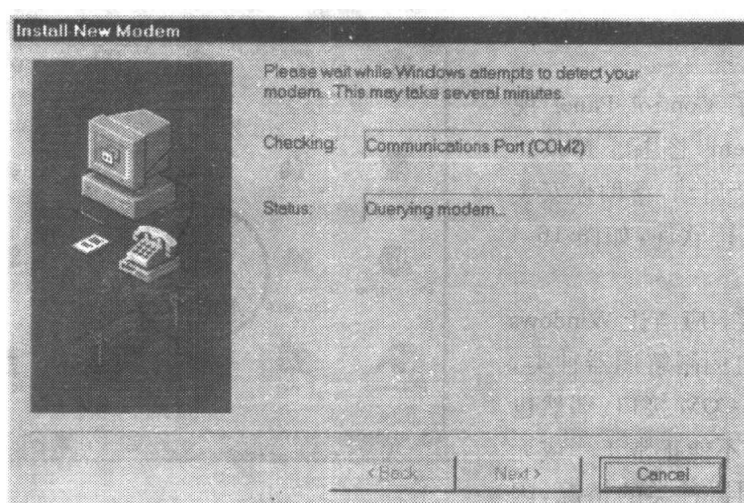 Install New Modem
Please wait while Windows attempts to detect your
modem. This may take several minutes.
Checking: Communications Port (COM2)
Status: Querying modem...
< Back Next > Cancel